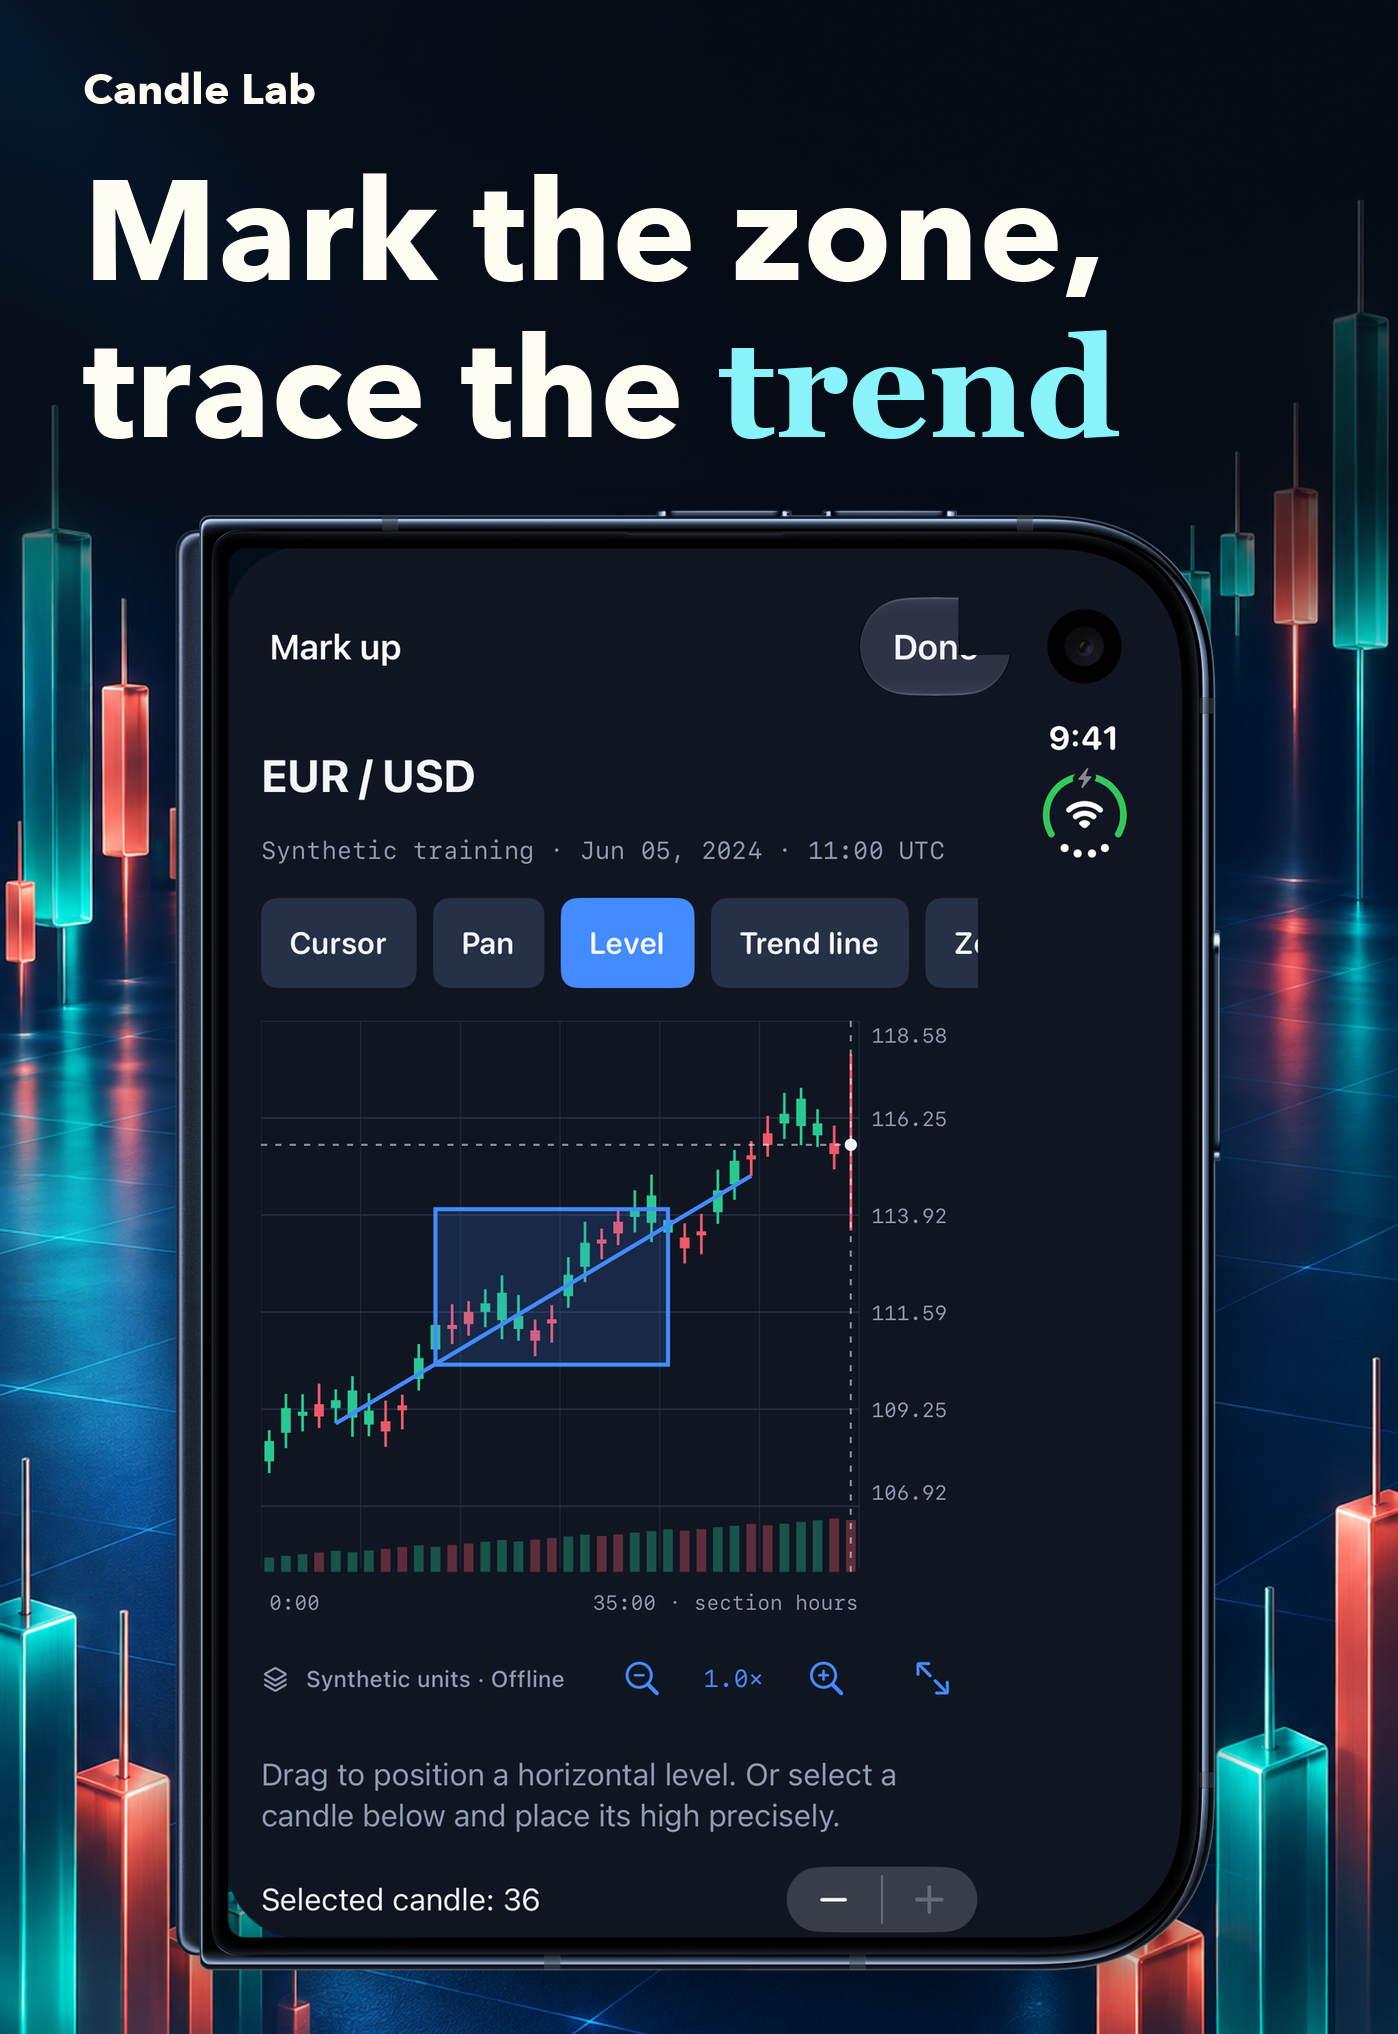 Candle Lab
Mark the zone,
trace the trend
Mark up
9:41
EUR / USD
Synthetic training · Jun 05, 2024 · 11:00 UTC
Cursor Pan Level Trend line
118.58
116.25
113.92
111.59
109.25
106.92
0:00 35:00 · section hours
Synthetic units · Offline 1.0×
Drag to position a horizontal level. Or select a
candle below and place its high precisely.
Selected candle: 36